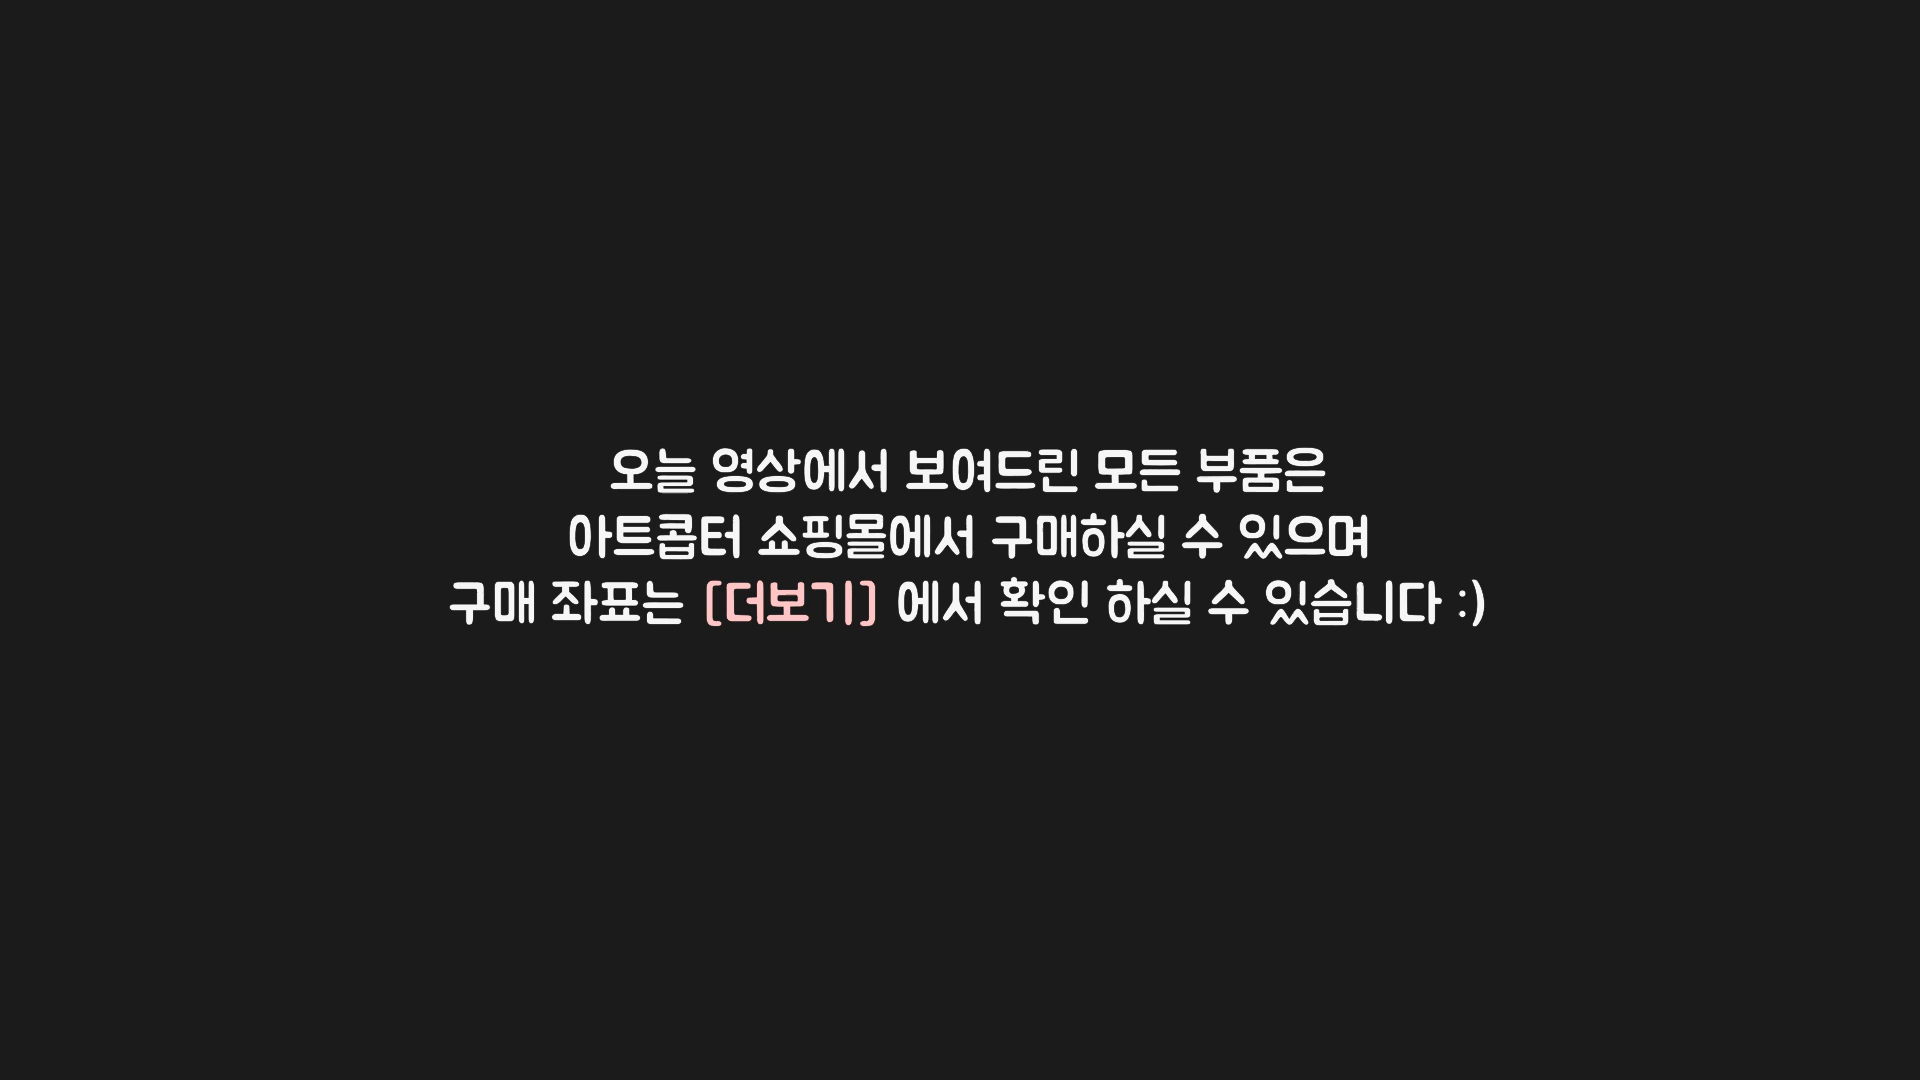 오늘 영상에서 보여드린 모든 부품은
아트콥터 쇼핑몰에서 구매하실 수 있으며
구매 좌표는 [더보기] 에서 확인 하실 수 있습니다 :)